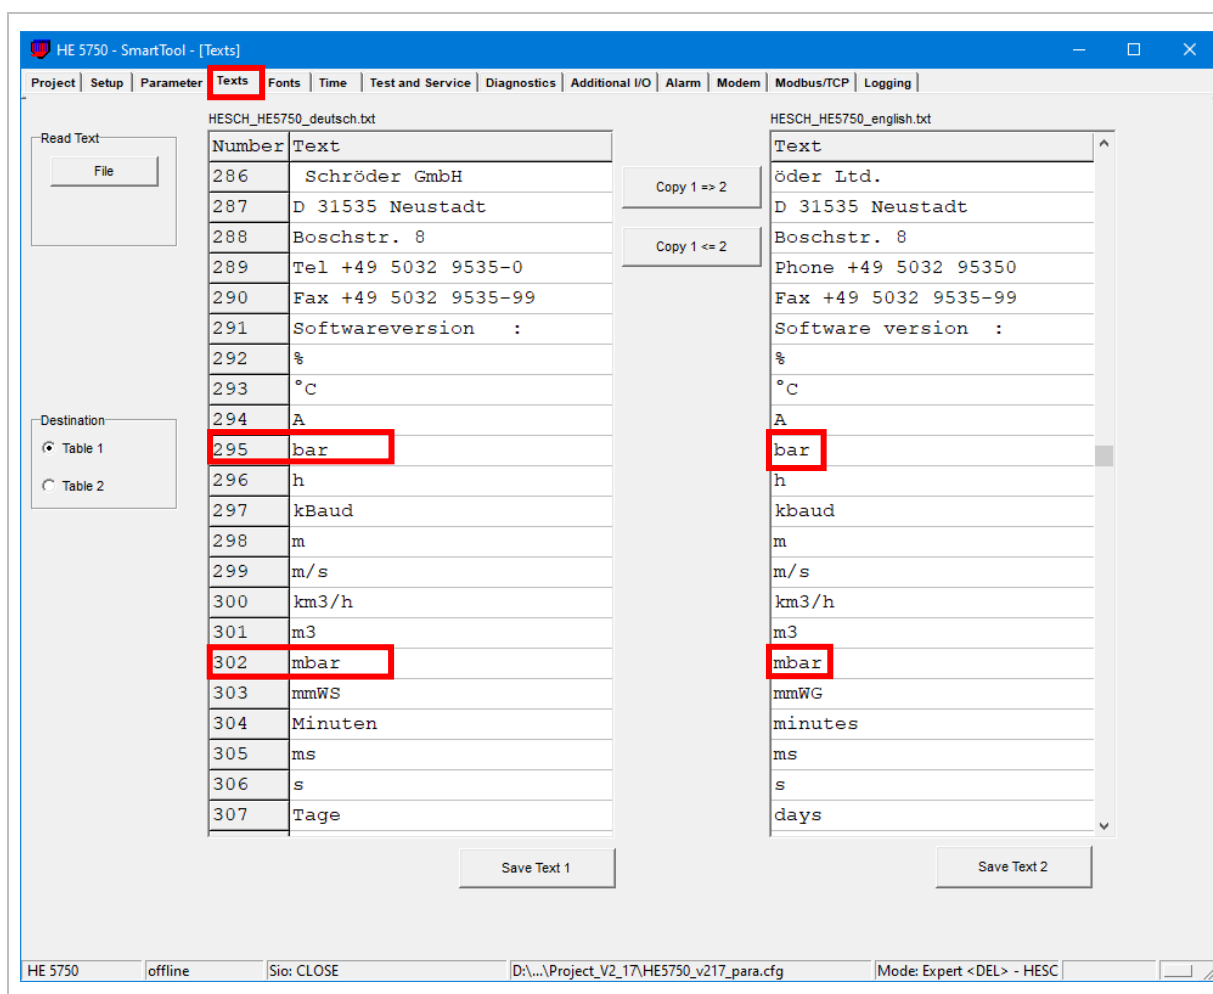 HE 5750 - SmartTool - [Texts]
Project Setup Parameter Texts Fonts Time Test and Service Diagnostics Additional I/O Alarm Modem Modbus/TCP Logging
HESCH_HE5750_deutsch.txt HESCH_HE5750_english.txt
Read Text
File
Number Text Text
286 Schröder GmbH öder Ltd.
Copy 1 => 2
287 D 31535 Neustadt D 31535 Neustadt
288 Boschstr. 8 Boschstr. 8
Copy 1 <= 2
289 Tel +49 5032 9535-0 Phone +49 5032 95350
290 Fax +49 5032 9535-99 Fax +49 5032 9535-99
291 Softwareversion : Software version :
292 % %
293 °C °C
Destination
294 A A
Table 1
295 bar bar
Table 2
296 h h
297 kBaud kbaud
298 m m
299 m/s m/s
300 km3/h km3/h
301 m3 m3
302 mbar mbar
303 mmWS mmWG
304 Minuten minutes
305 ms ms
306 s s
307 Tage days
Save Text 1 Save Text 2
HE 5750 offline Sio: CLOSE D:\...\Project_V2_17\HE5750_v217_para.cfg Mode: Expert <DEL> - HESC